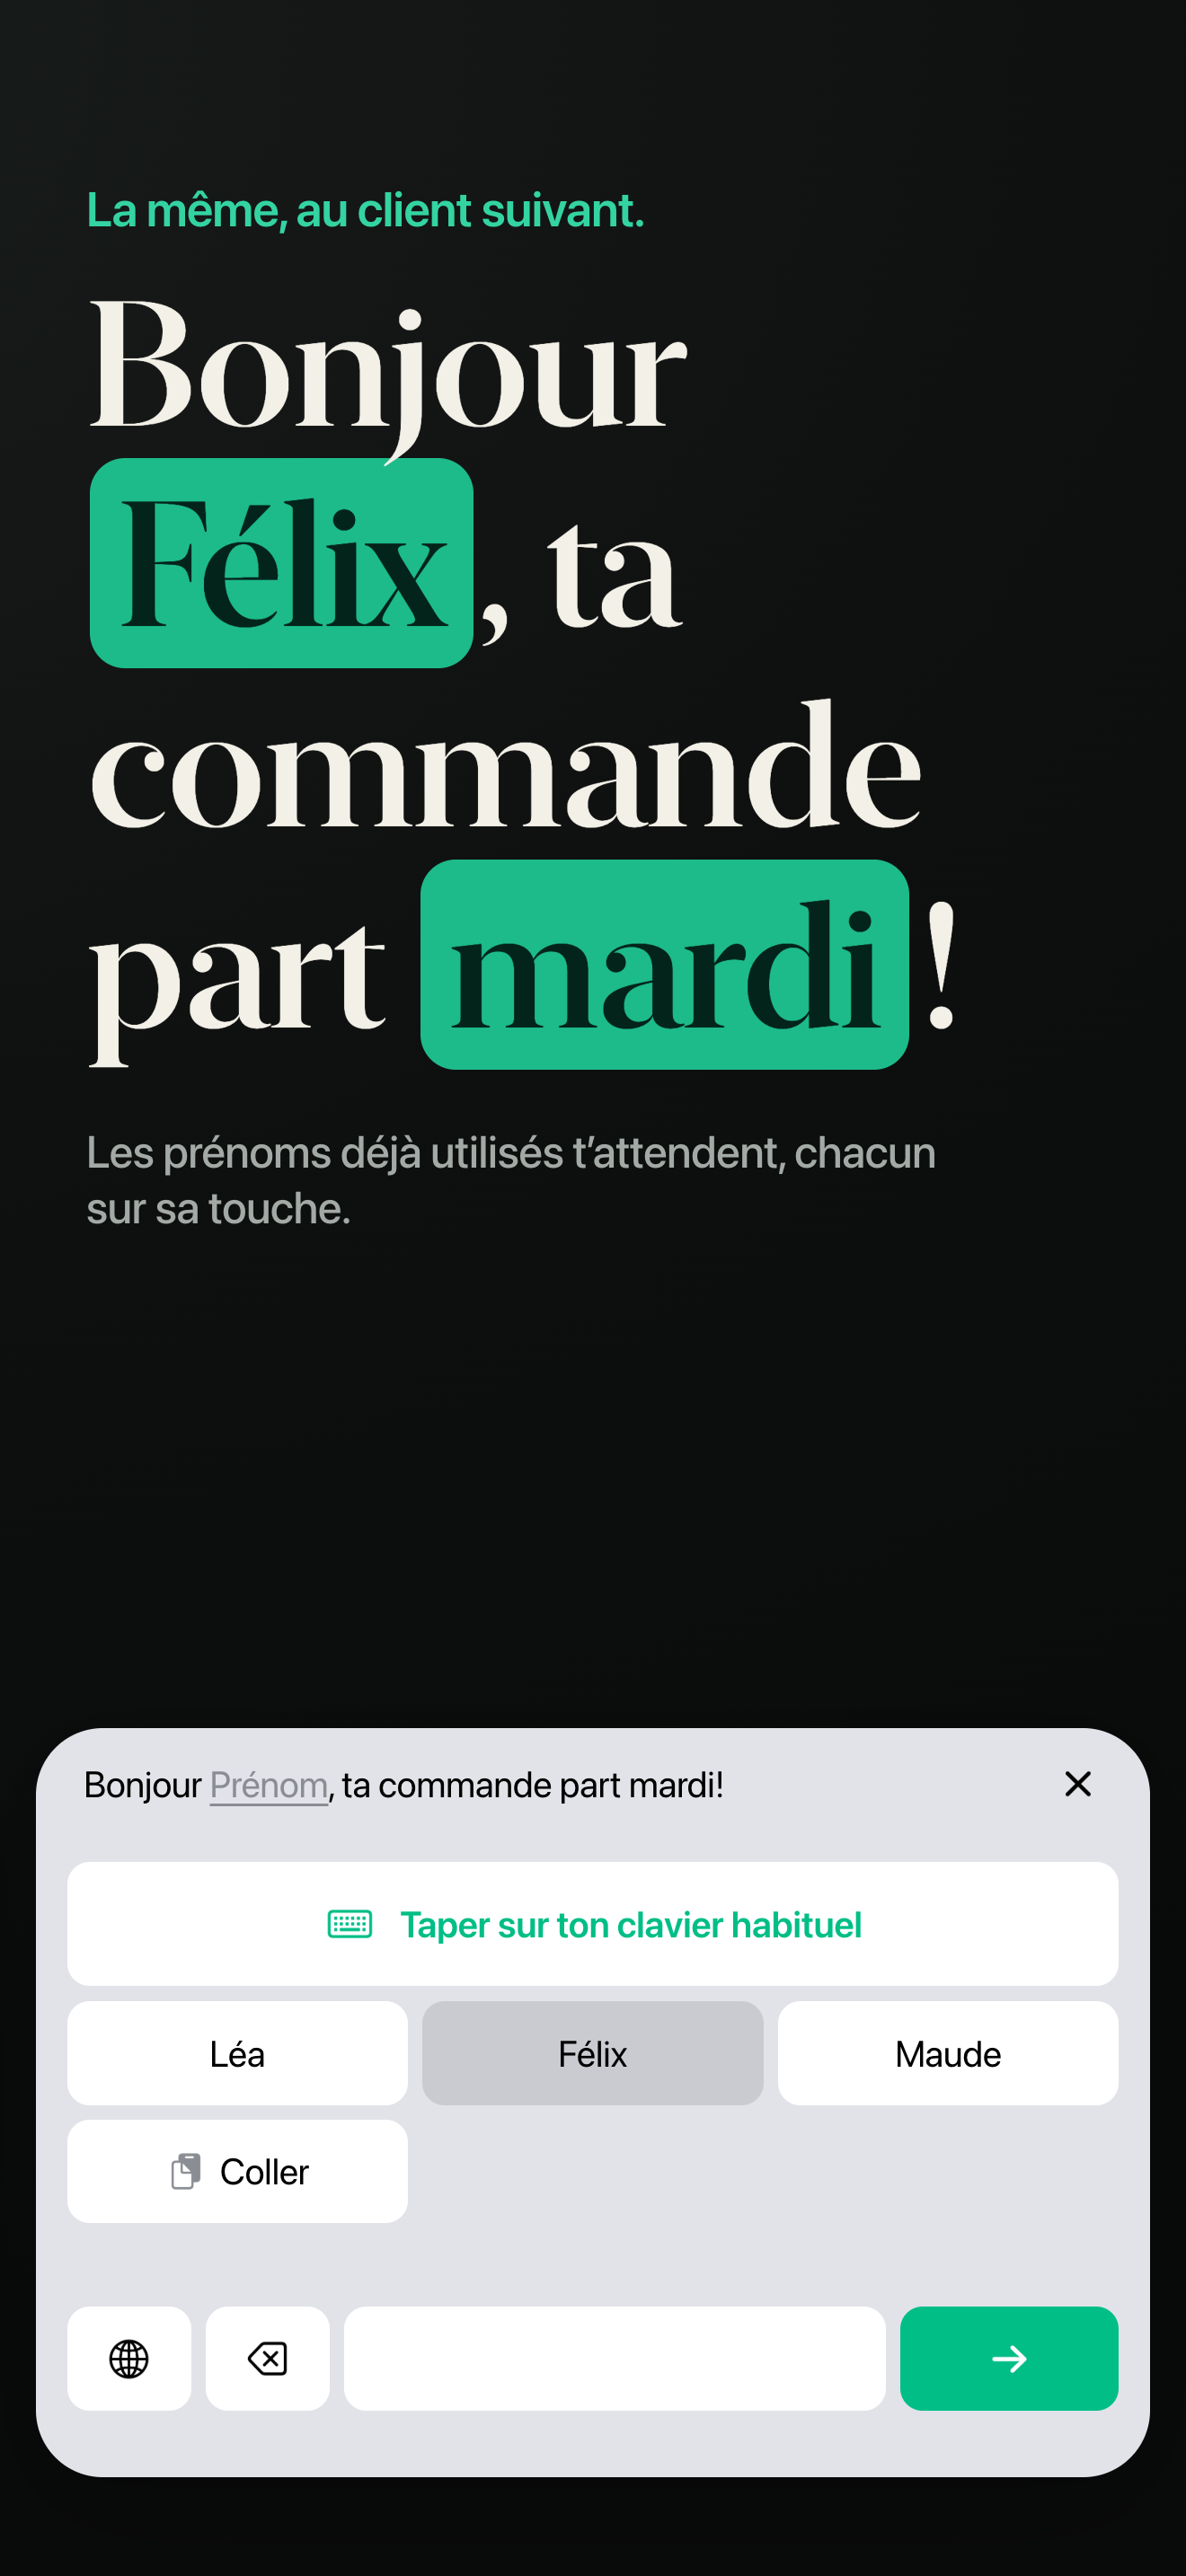 La même, au client suivant.
Bonjour
Félix, ta
commande
part mardi!
Les prénoms déjà utilisés t’attendent, chacun
sur sa touche.
Bonjour Prénom, ta commande part mardi!
Taper sur ton clavier habituel
Léa Félix Maude
Coller